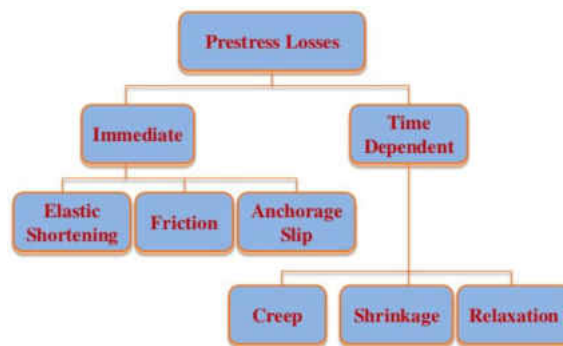 Prestress Losses
Immediate
Time
Dependent
Elastic
Shortening
Friction
Anchorage
Slip
Creep
Shrinkage
Relaxation